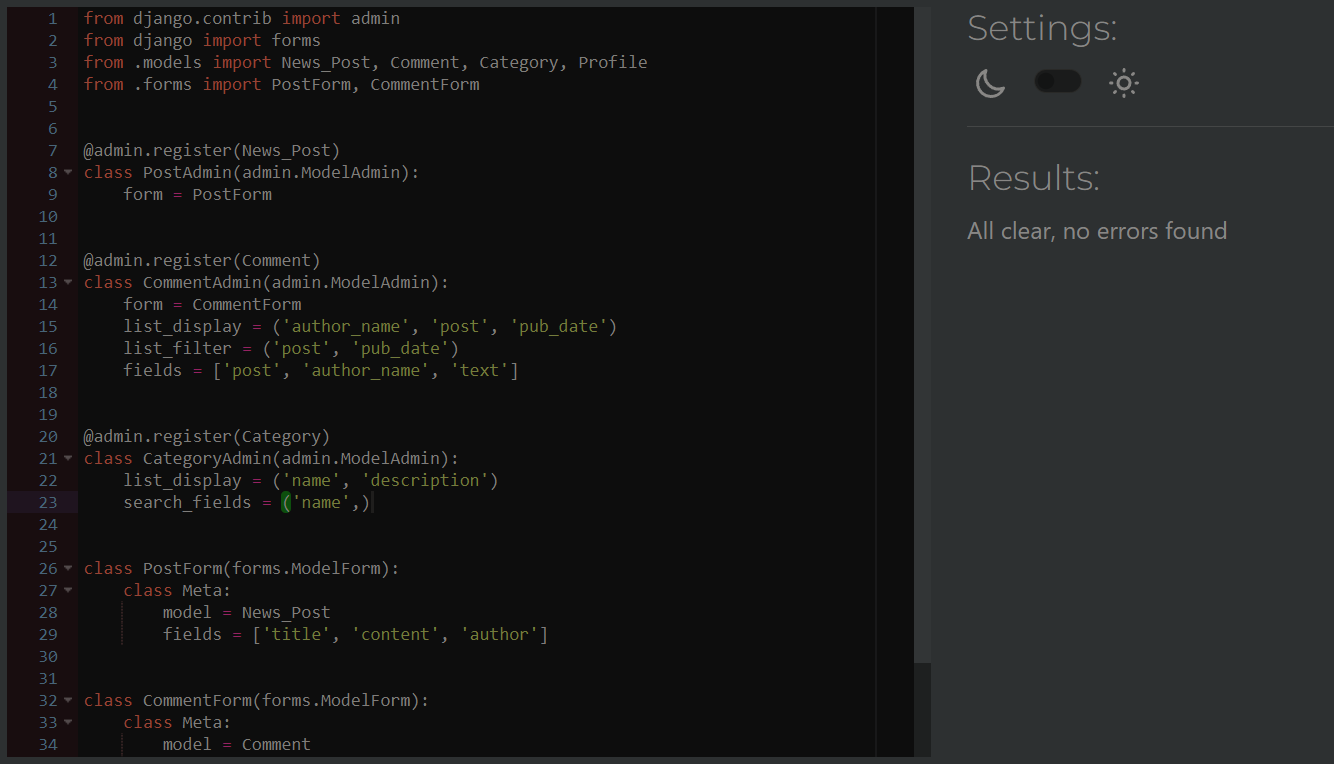 1 from django.contrib import admin
2 from django import forms
3 from .models import News_Post, Comment, Category, Profile
4 from .forms import PostForm, CommentForm
5
6
7 @admin.register(News_Post)
8 class PostAdmin(admin.ModelAdmin):
9     form = PostForm
10
11
12 @admin.register(Comment)
13 class CommentAdmin(admin.ModelAdmin):
14     form = CommentForm
15     list_display = ('author_name', 'post', 'pub_date')
16     list_filter = ('post', 'pub_date')
17     fields = ['post', 'author_name', 'text']
18
19
20 @admin.register(Category)
21 class CategoryAdmin(admin.ModelAdmin):
22     list_display = ('name', 'description')
23     search_fields = ('name',)
24
25
26 class PostForm(forms.ModelForm):
27     class Meta:
28         model = News_Post
29         fields = ['title', 'content', 'author']
30
31
32 class CommentForm(forms.ModelForm):
33     class Meta:
34         model = Comment
Settings:
Results:
All clear, no errors found